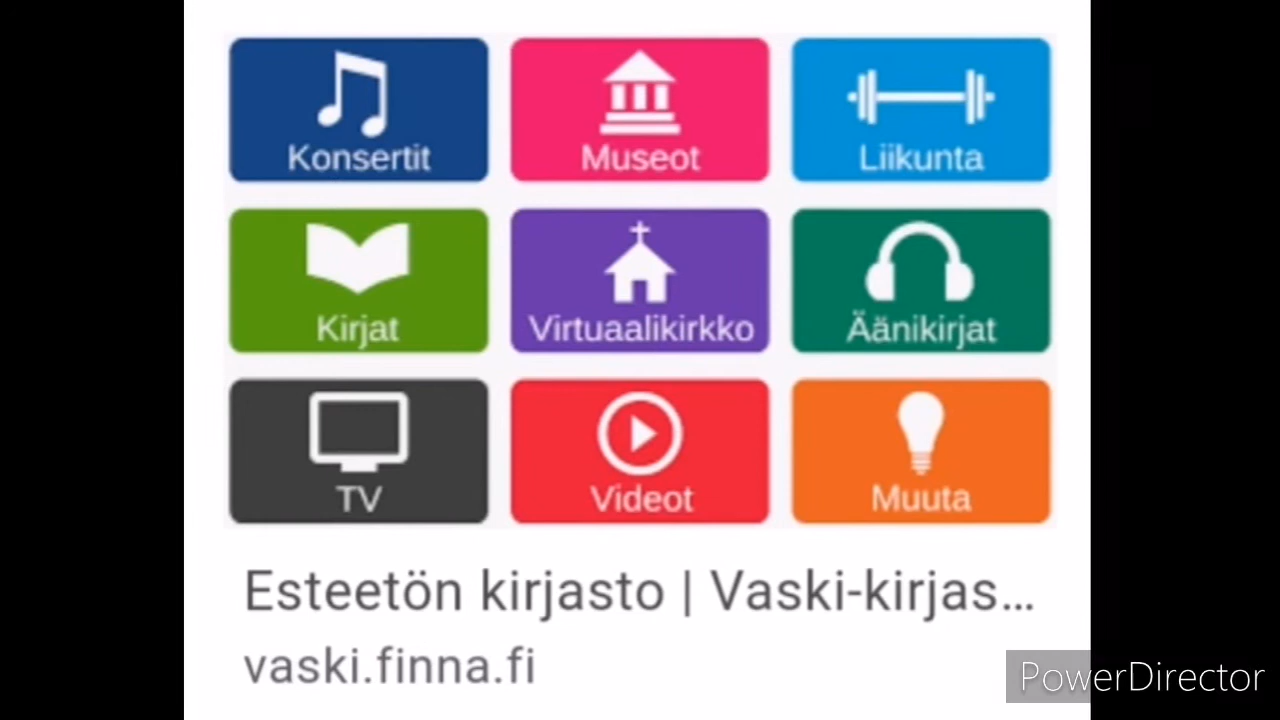 Konsertit
Museot
Liikunta
Kirjat
Virtuaalikirkko
Äänikirjat
TV
Videot
Muuta
Esteetön kirjasto | Vaski-kirjas...
vaski.finna.fi
PowerDirector